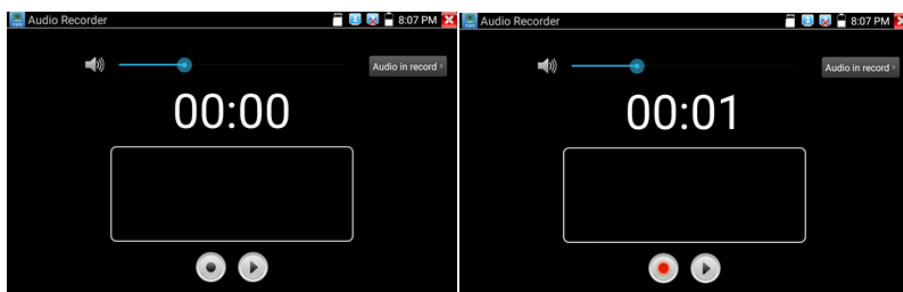 Audio Recorder
8:07 PM
Audio in record >
00:00
Audio Recorder
8:07 PM
Audio in record >
00:01